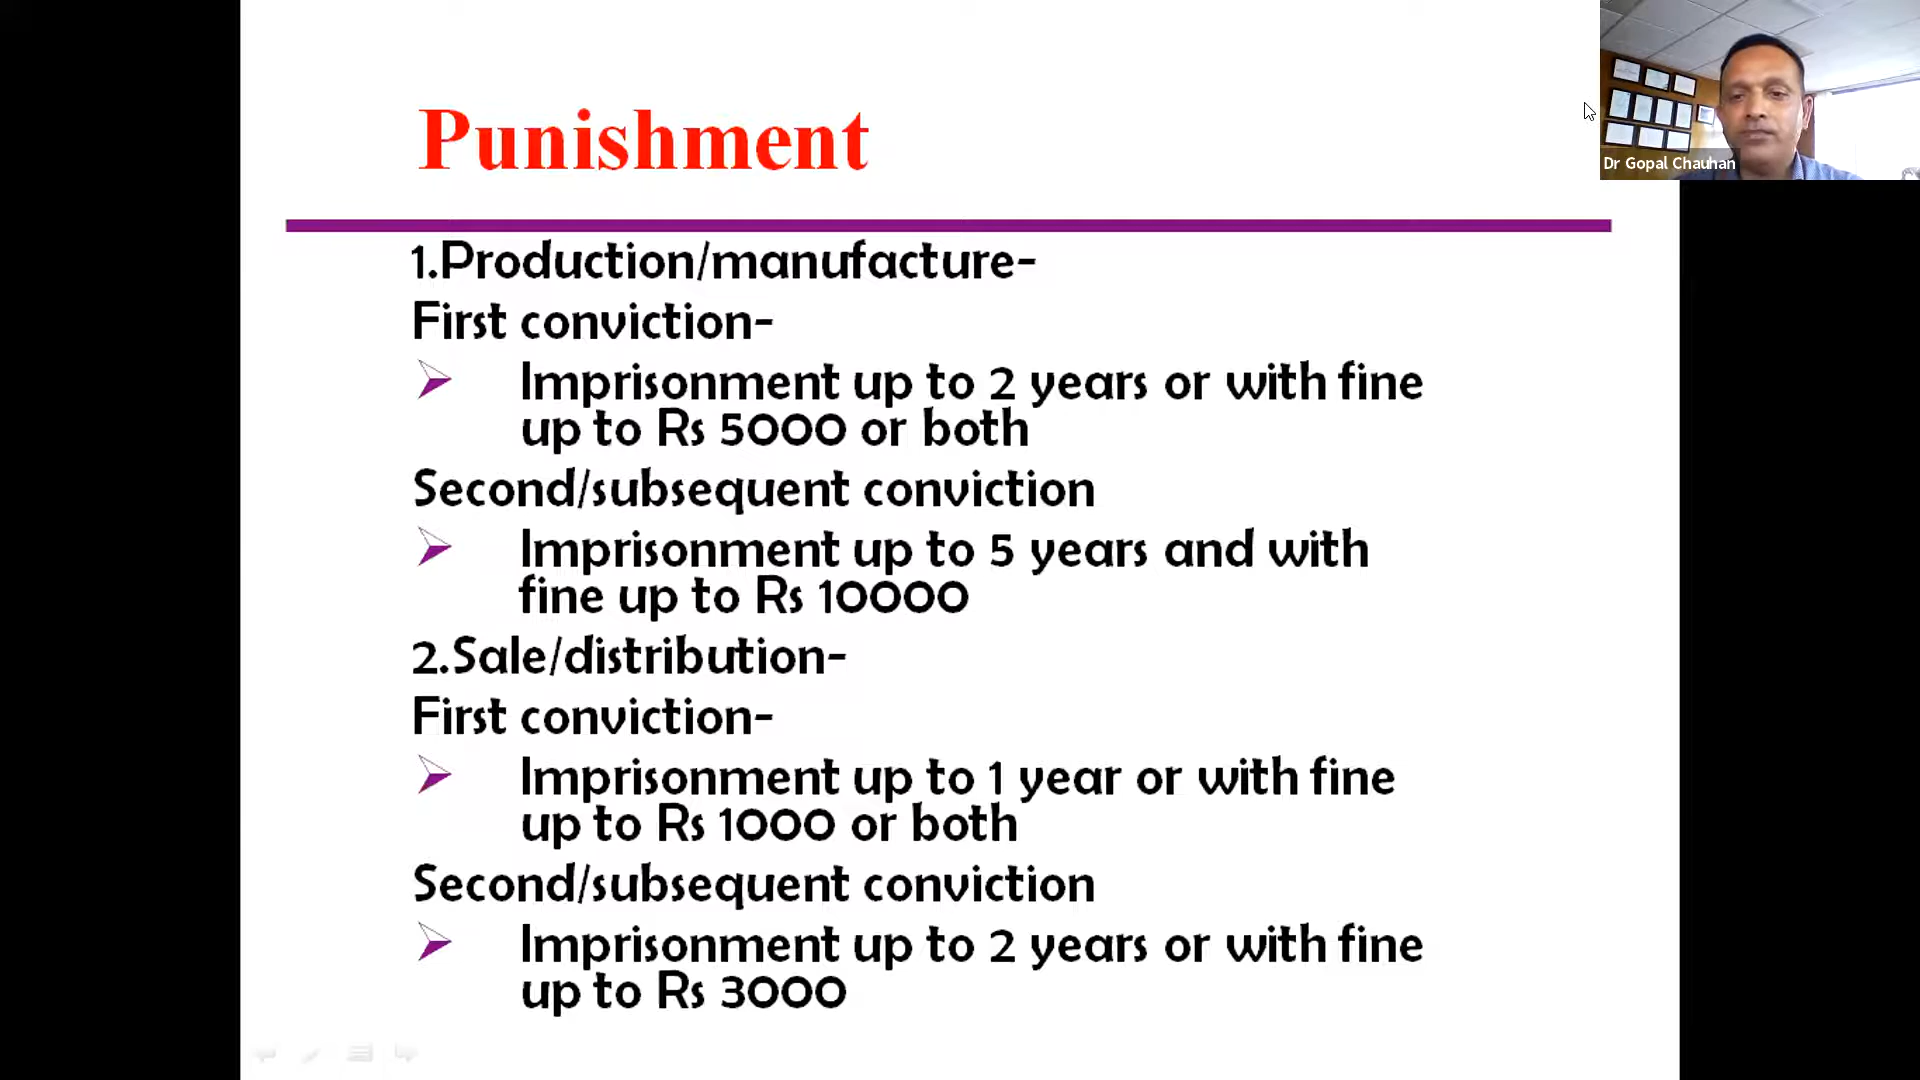 Punishment
Dr Gopal Chauhan
1.Production/manufacture-
First conviction-
Imprisonment up to 2 years or with fine
up to Rs 5000 or both
Second/subsequent conviction
Imprisonment up to 5 years and with
fine up to Rs 10000
2.Sale/distribution-
First conviction-
Imprisonment up to 1 year or with fine
up to Rs 1000 or both
Second/subsequent conviction
Imprisonment up to 2 years or with fine
up to Rs 3000